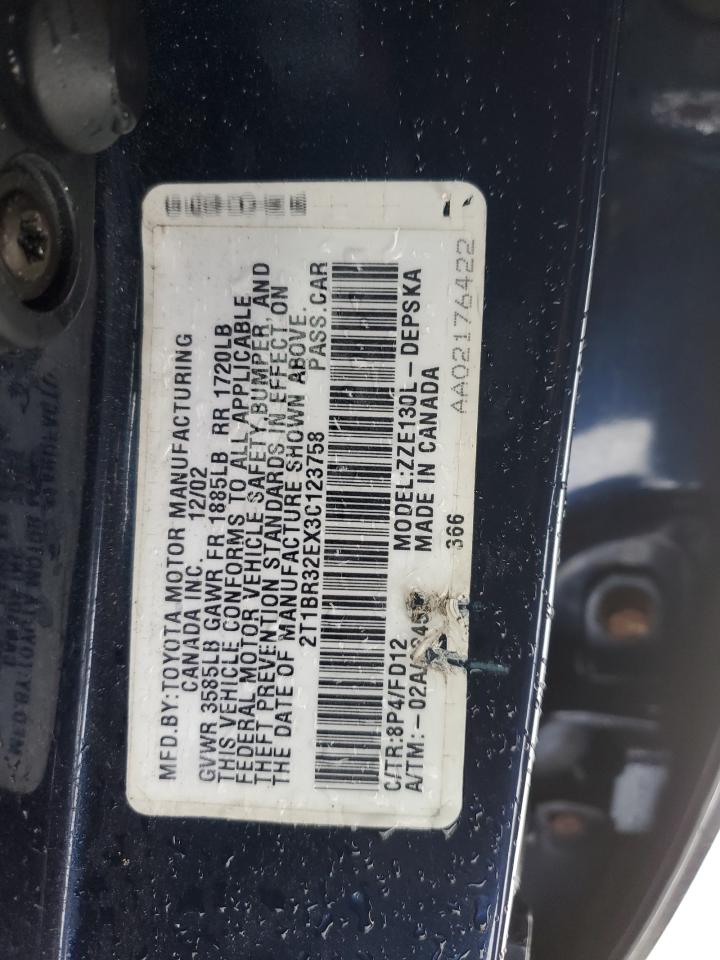 MFD.BY:TOYOTA MOTOR MANUFACTURING
CANADA INC. 12/02
GVWR 3585LB GAWR FR 1885LB RR 1720LB
THIS VEHICLE CONFORMS TO ALL APPLICABLE
FEDERAL MOTOR VEHICLE SAFETY,BUMPER, AND
THEFT PREVENTION STANDARDS IN EFFECT ON
THE DATE OF MANUFACTURE SHOWN ABOVE.
2T1BR32EX3C123758 PASS.CAR
C/TR:8P4/FD12 MODEL:ZZE130L-DEPSKA
A/TM:- MADE IN CANADA
366
AA02176422